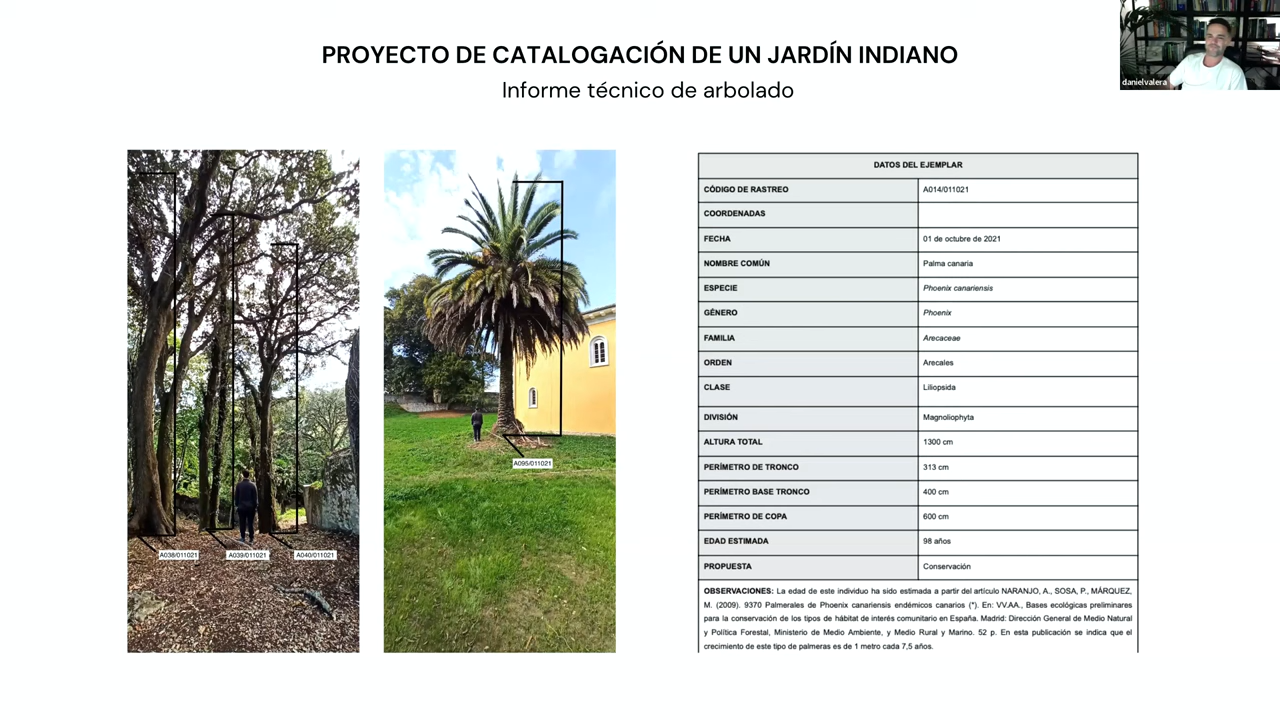 PROYECTO DE CATALOGACIÓN DE UN JARDÍN INDIANO
Informe técnico de arbolado
danielvalera
A038/011021
A039/011021
A040/011021
A095/011021
DATOS DEL EJEMPLAR
CÓDIGO DE RASTREO A014/011021
COORDENADAS
FECHA 01 de octubre de 2021
NOMBRE COMÚN Palma canaria
ESPECIE Phoenix canariensis
GÉNERO Phoenix
FAMILIA Arecaceae
ORDEN Arecales
CLASE Liliopsida
DIVISIÓN Magnoliophyta
ALTURA TOTAL 1300 cm
PERÍMETRO DE TRONCO 313 cm
PERÍMETRO BASE TRONCO 400 cm
PERÍMETRO DE COPA 600 cm
EDAD ESTIMADA 98 años
PROPUESTA Conservación
OBSERVACIONES: La edad de este individuo ha sido estimada a partir del artículo NARANJO, A., SOSA, P., MÁRQUEZ,
M. (2009). 9370 Palmerales de Phoenix canariensis endémicos canarios (*). En: VV.AA., Bases ecológicas preliminares
para la conservación de los tipos de hábitat de interés comunitario en España. Madrid: Dirección General de Medio Natural
y Política Forestal, Ministerio de Medio Ambiente, y Medio Rural y Marino. 52 p. En esta publicación se indica que el
crecimiento de este tipo de palmeras es de 1 metro cada 7,5 años.